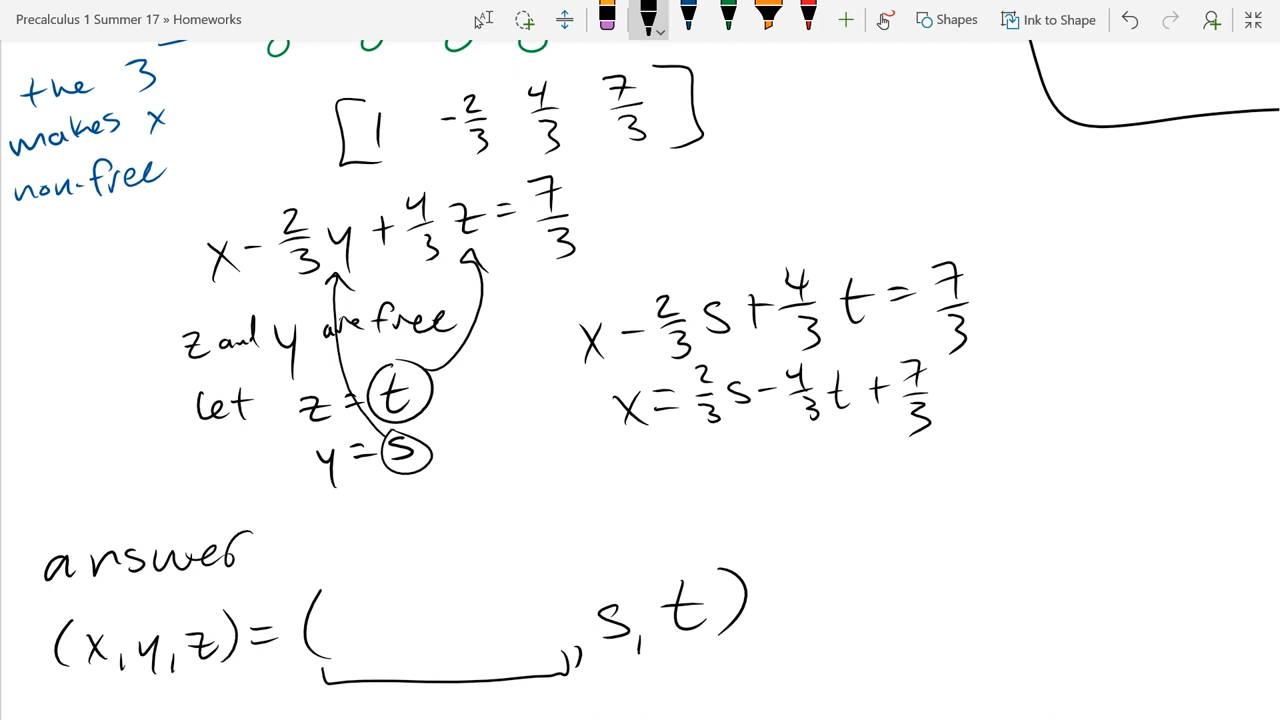 Precalculus 1 Summer 17 » Homeworks
Shapes
Ink to Shape
the 3
makes x
non-free
[1 -2/3 4/3 7/3]
x - 2/3 y + 4/3 z = 7/3
z and y are free
let z = t
y = s
x - 2/3 s + 4/3 t = 7/3
x = 2/3 s - 4/3 t + 7/3
answer
(x, y, z) = ( , s, t)